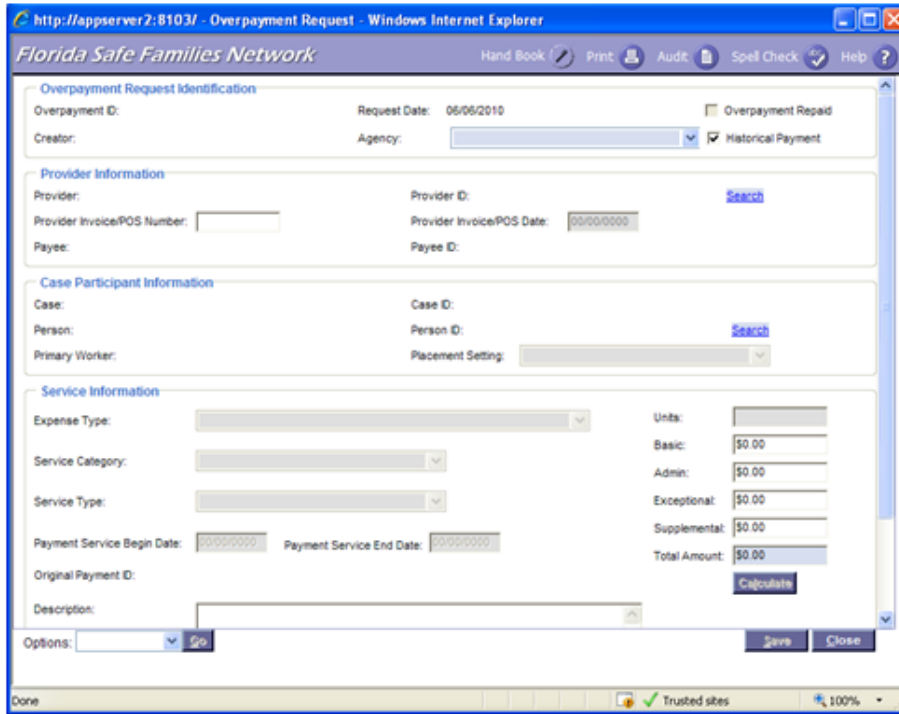 http://appserver2:8103/ - Overpayment Request - Windows Internet Explorer
Florida Safe Families Network Hand Book Print Audit Spell Check Help ?
Overpayment Request Identification
Overpayment ID: Request Date: 06/06/2010 Overpayment Repaid
Creator: Agency: Historical Payment
Provider Information
Provider: Provider ID: Search
Provider Invoice/POS Number: Provider Invoice/POS Date: 00/00/0000
Payee: Payee ID:
Case Participant Information
Case: Case ID:
Person: Person ID: Search
Primary Worker: Placement Setting:
Service Information
Expense Type: Units:
Basic: $0.00
Service Category: Admin: $0.00
Service Type: Exceptional: $0.00
Supplemental: $0.00
Payment Service Begin Date: 00/00/0000 Payment Service End Date: 00/00/0000 Total Amount: $0.00
Original Payment ID: Calculate
Description:
Options: Go Save Close
Done Trusted sites 100%